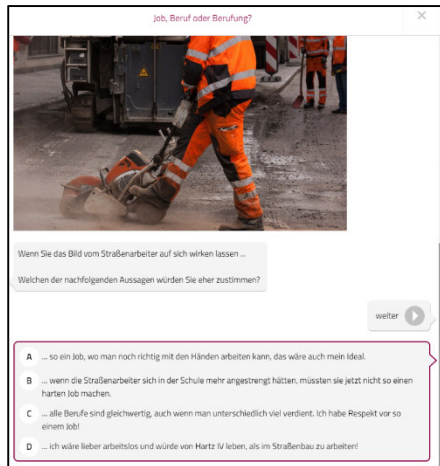 Job, Beruf oder Berufung?
Wenn Sie das Bild vom Straßenarbeiter auf sich wirken lassen ...
Welchen der nachfolgenden Aussagen würden Sie eher zustimmen?
weiter
A ... so ein Job, wo man noch richtig mit den Händen arbeiten kann, das wäre auch mein Ideal.
B ... wenn die Straßenarbeiter sich in der Schule mehr angestrengt hätten, müssten sie jetzt nicht so einen
harten Job machen.
C ... alle Berufe sind gleichwertig, auch wenn man unterschiedlich viel verdient. Ich habe Respekt vor so
einem Job!
D ... ich wäre lieber arbeitslos und würde von Hartz IV leben, als im Straßenbau zu arbeiten!